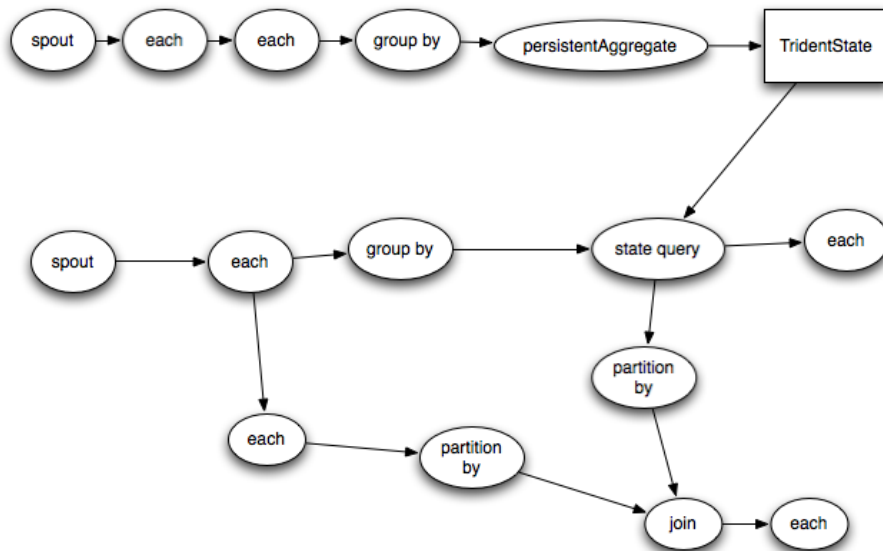 spout
each
each
group by
persistentAggregate
TridentState
spout
each
group by
state query
each
partition
by
each
partition
by
join
each